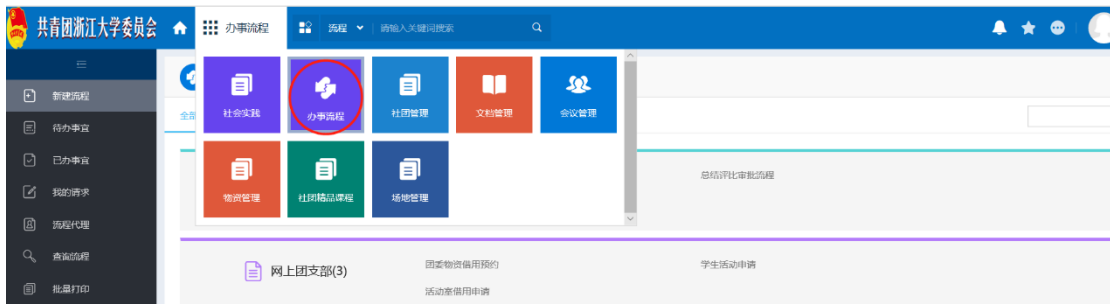 共青团浙江大学委员会 办事流程 流程 请输入关键词搜索
新建流程
待办事宜
已办事宜
我的请求
流程代理
查询流程
批量打印
社会实践 办事流程 社团管理 文档管理 会议管理
物资管理 社团精品课程 场地管理
总结评比审批流程
网上团支部(3) 团委物资借用预约 学生活动申请
活动室借用申请